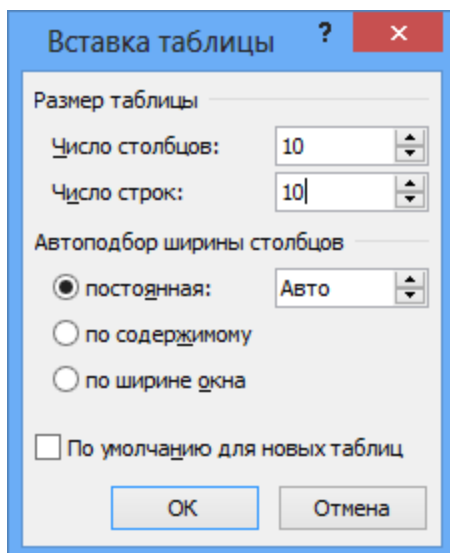 Вставка таблицы ? ×
Размер таблицы
Число столбцов: 10
Число строк: 10
Автоподбор ширины столбцов
постоянная: Авто
по содержимому
по ширине окна
По умолчанию для новых таблиц
ОК Отмена